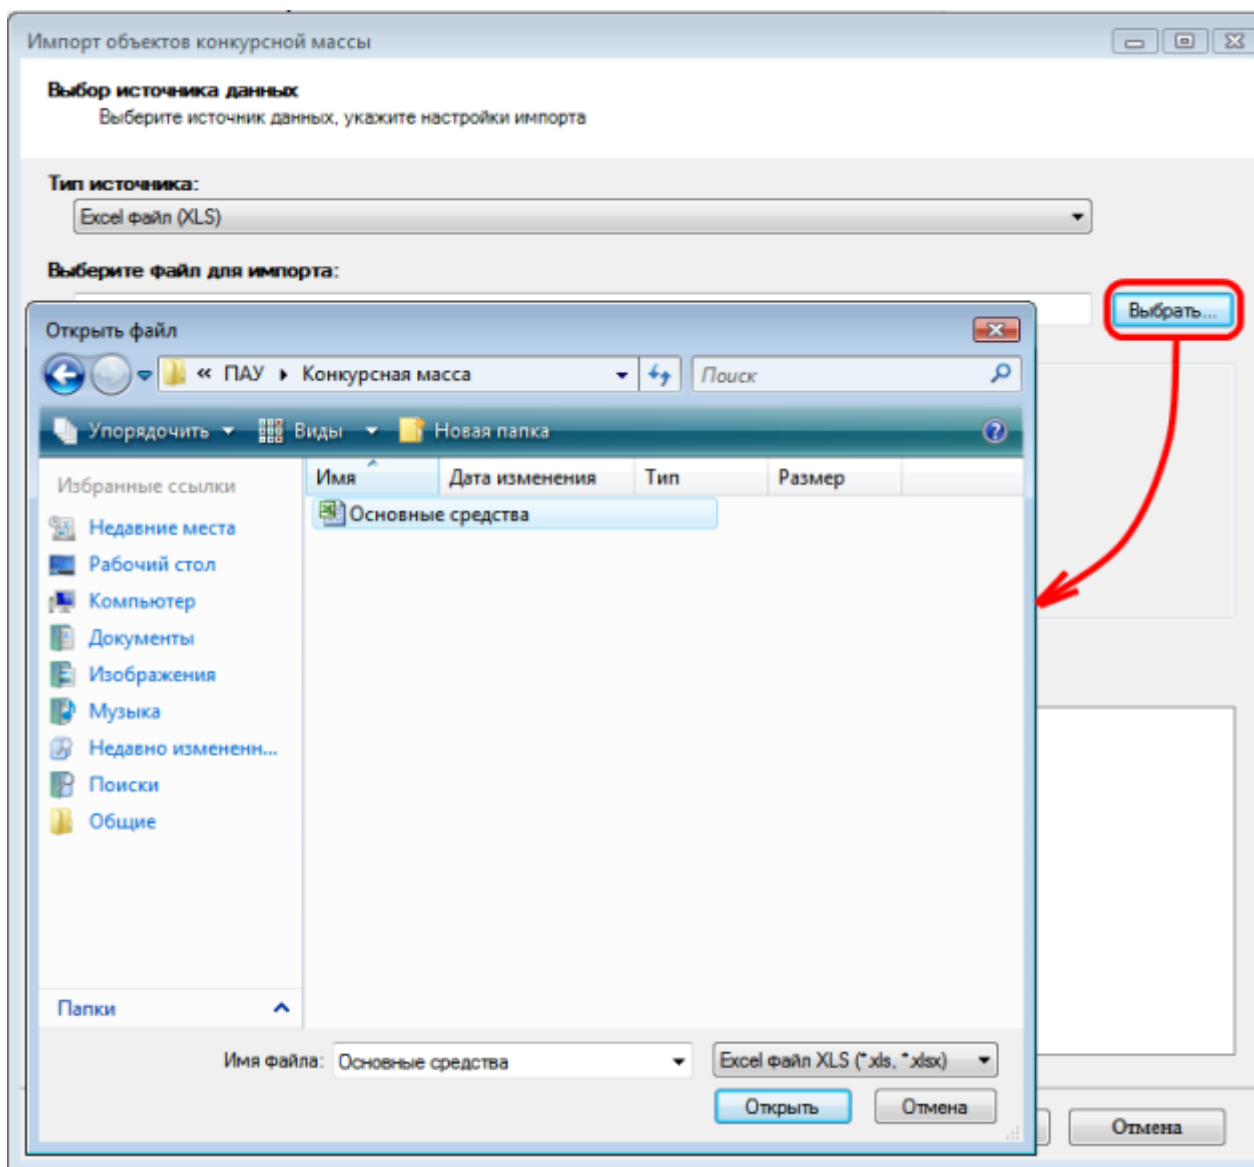 Импорт объектов конкурсной массы
Выбор источника данных
Выберите источник данных, укажите настройки импорта
Тип источника:
Excel файл (XLS)
Выберите файл для импорта:
Выбрать...
Открыть файл
« ПАУ Конкурсная масса Поиск
Упорядочить Виды Новая папка
Избранные ссылки
Имя Дата изменения Тип Размер
Основные средства
Недавние места
Рабочий стол
Компьютер
Документы
Изображения
Музыка
Недавно измененн...
Поиски
Общие
Папки
Имя файла: Основные средства Excel файл XLS (*.xls, *.xlsx)
Открыть Отмена
Отмена